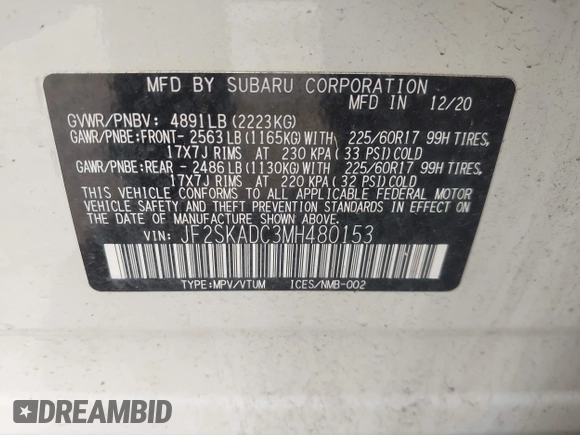 MFD BY SUBARU CORPORATION
MFD IN 12/20
GVWR/PNBV: 4891LB (2223KG)
GAWR/PNBE:FRONT- 2563LB (1165KG)WITH 225/60R17 99H TIRES,
17X7J RIMS AT 230 KPA( 33 PSI)COLD
GAWR/PNBE:REAR - 2486LB (1130KG)WITH 225/60R17 99H TIRES,
17X7J RIMS AT 220 KPA( 32 PSI)COLD
THIS VEHICLE CONFORMS TO ALL APPLICABLE FEDERAL MOTOR
VEHICLE SAFETY AND THEFT PREVENTION STANDARDS IN EFFECT
ON THE DATE OF MANUFACTURE SHOWN ABOVE.
VIN: JF2SKADC3MH480153
TYPE:MPV/VTUM ICES/NMB-002
DREAMBID